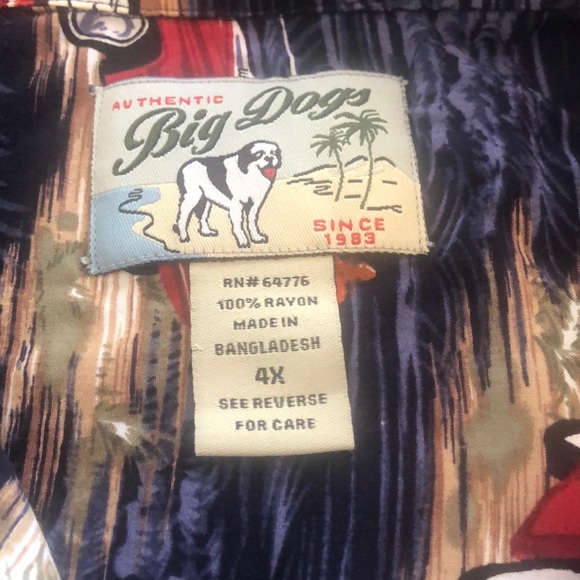 AUTHENTIC
Big Dogs
SINCE
1983
RN# 64776
100% RAYON
MADE IN
BANGLADESH
4X
SEE REVERSE
FOR CARE